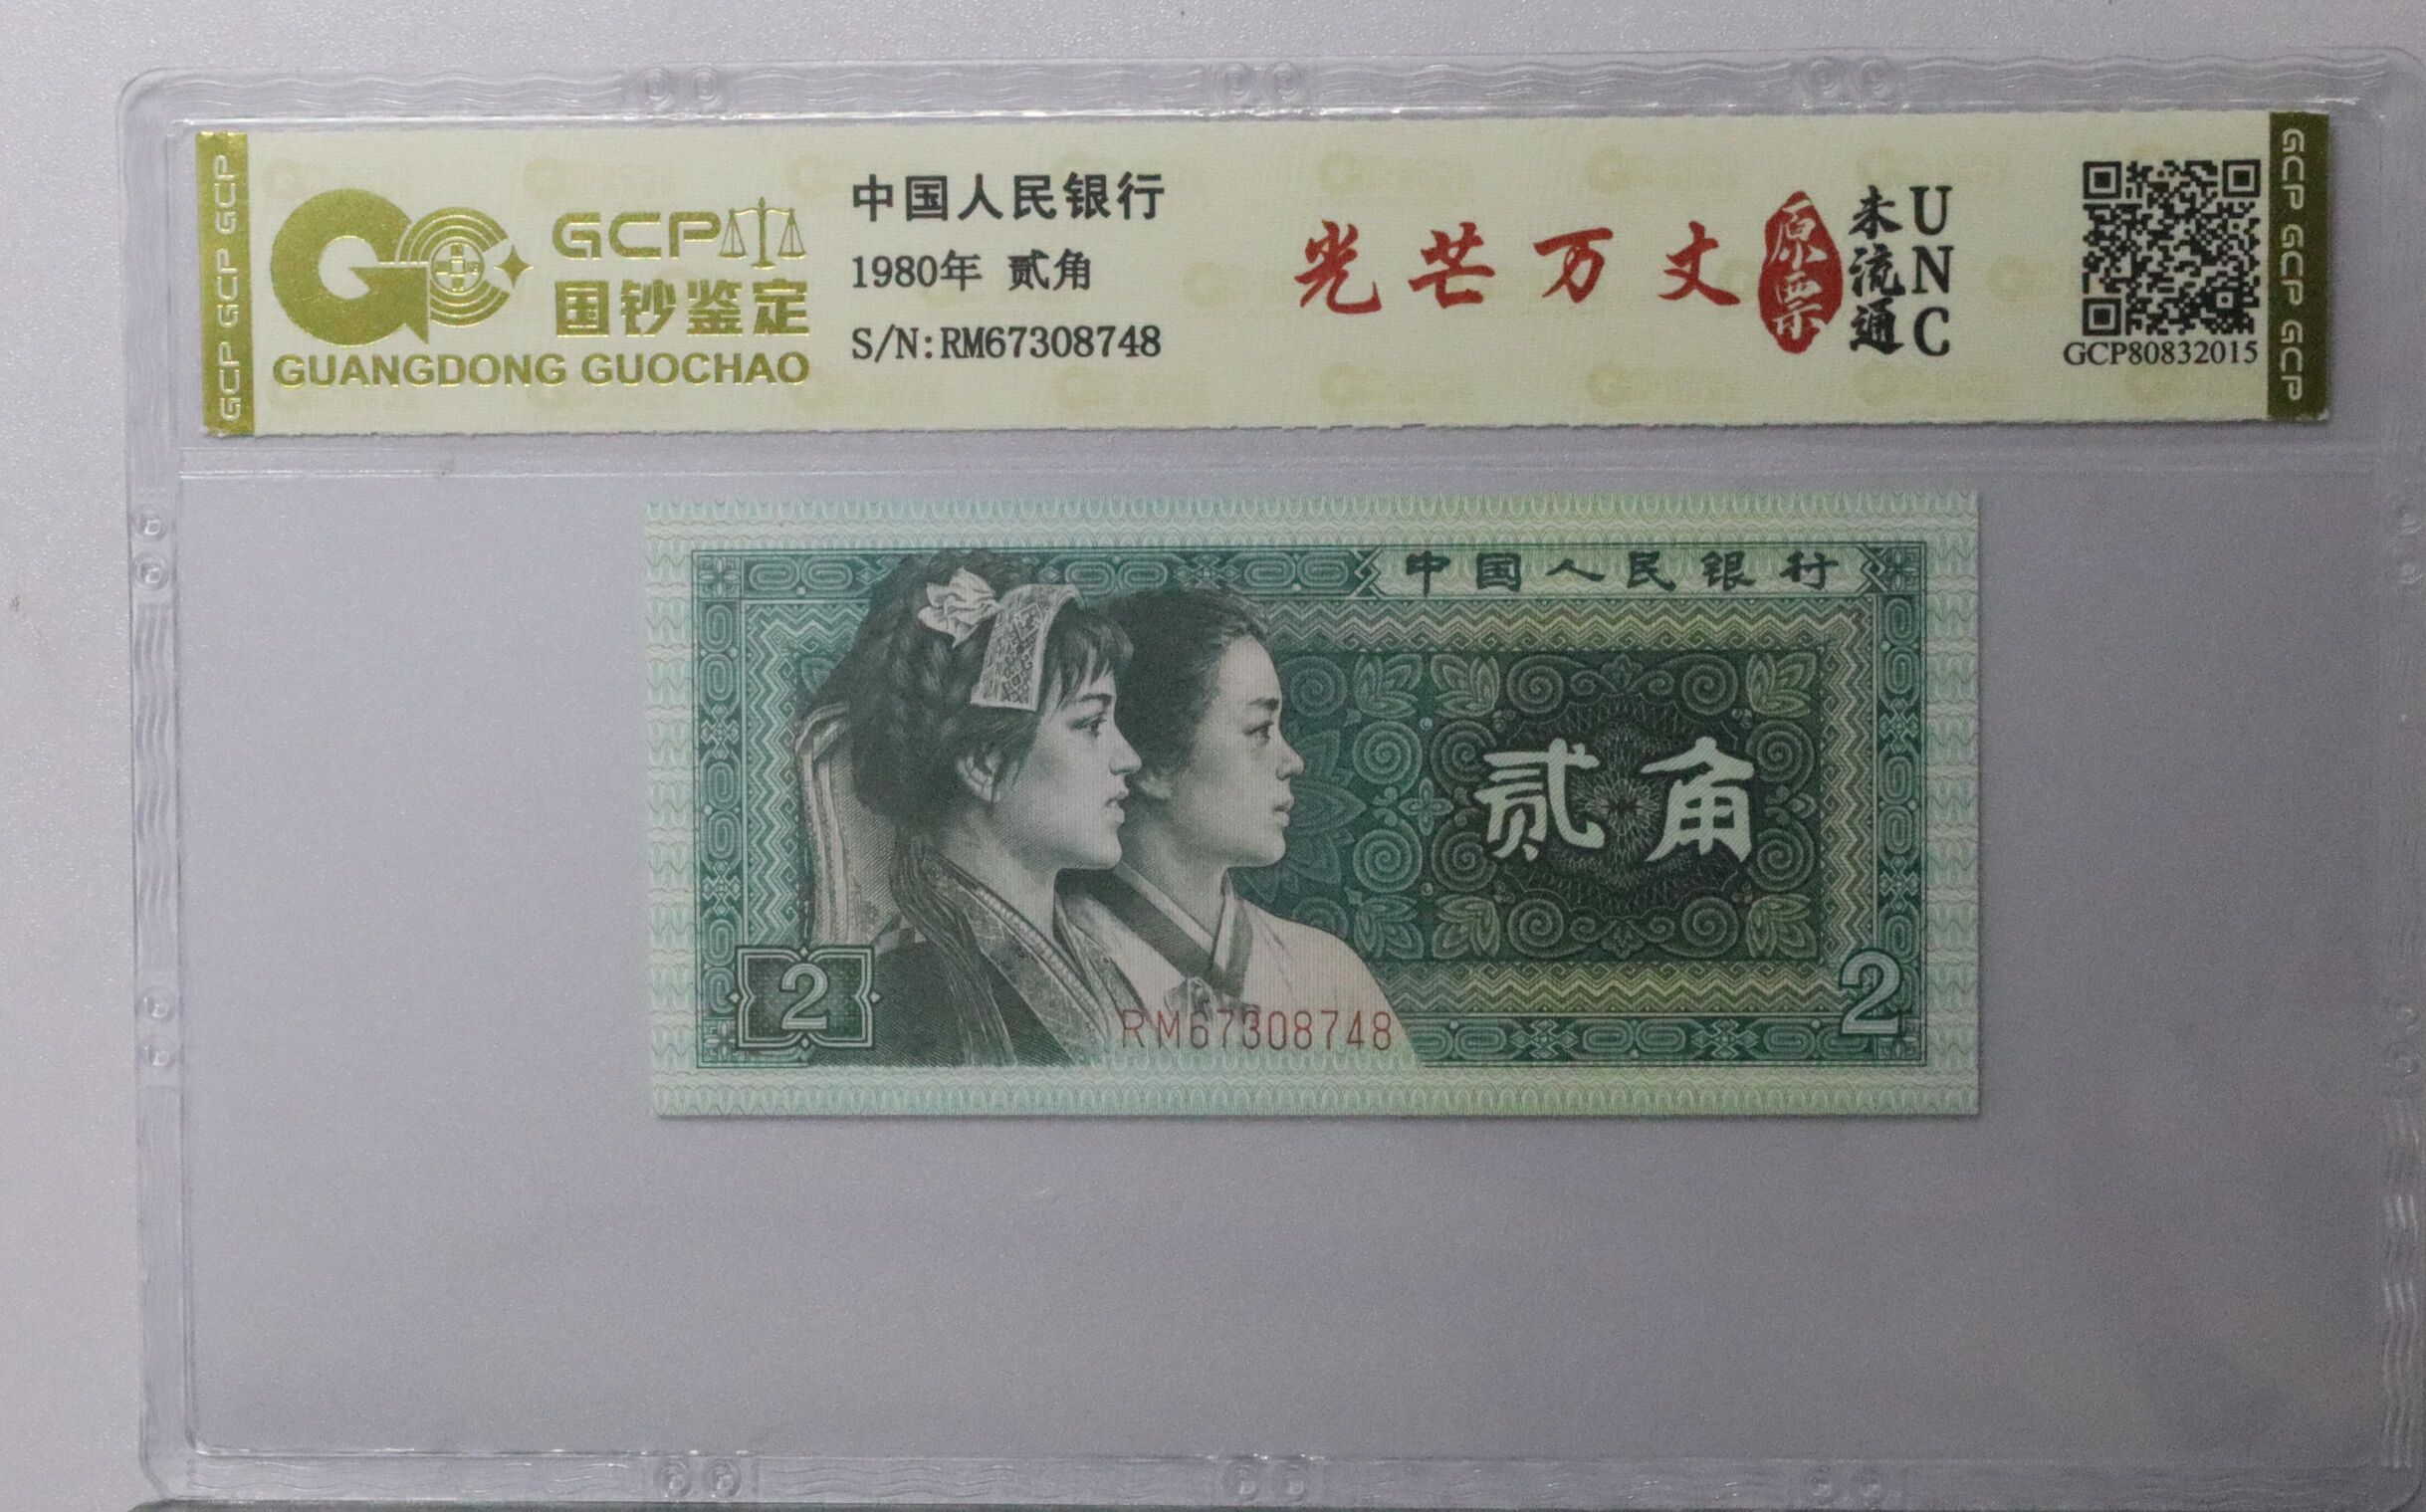 GCP GCP GCP
GCP
国钞鉴定
GUANGDONG GUOCHAO
中国人民银行
1980年 贰角
S/N:RM67308748
光芒万丈
原票
未流通
UNC
GCP80832015
GCP GCP GCP
中国人民银行
贰角
2
2
RM67308748